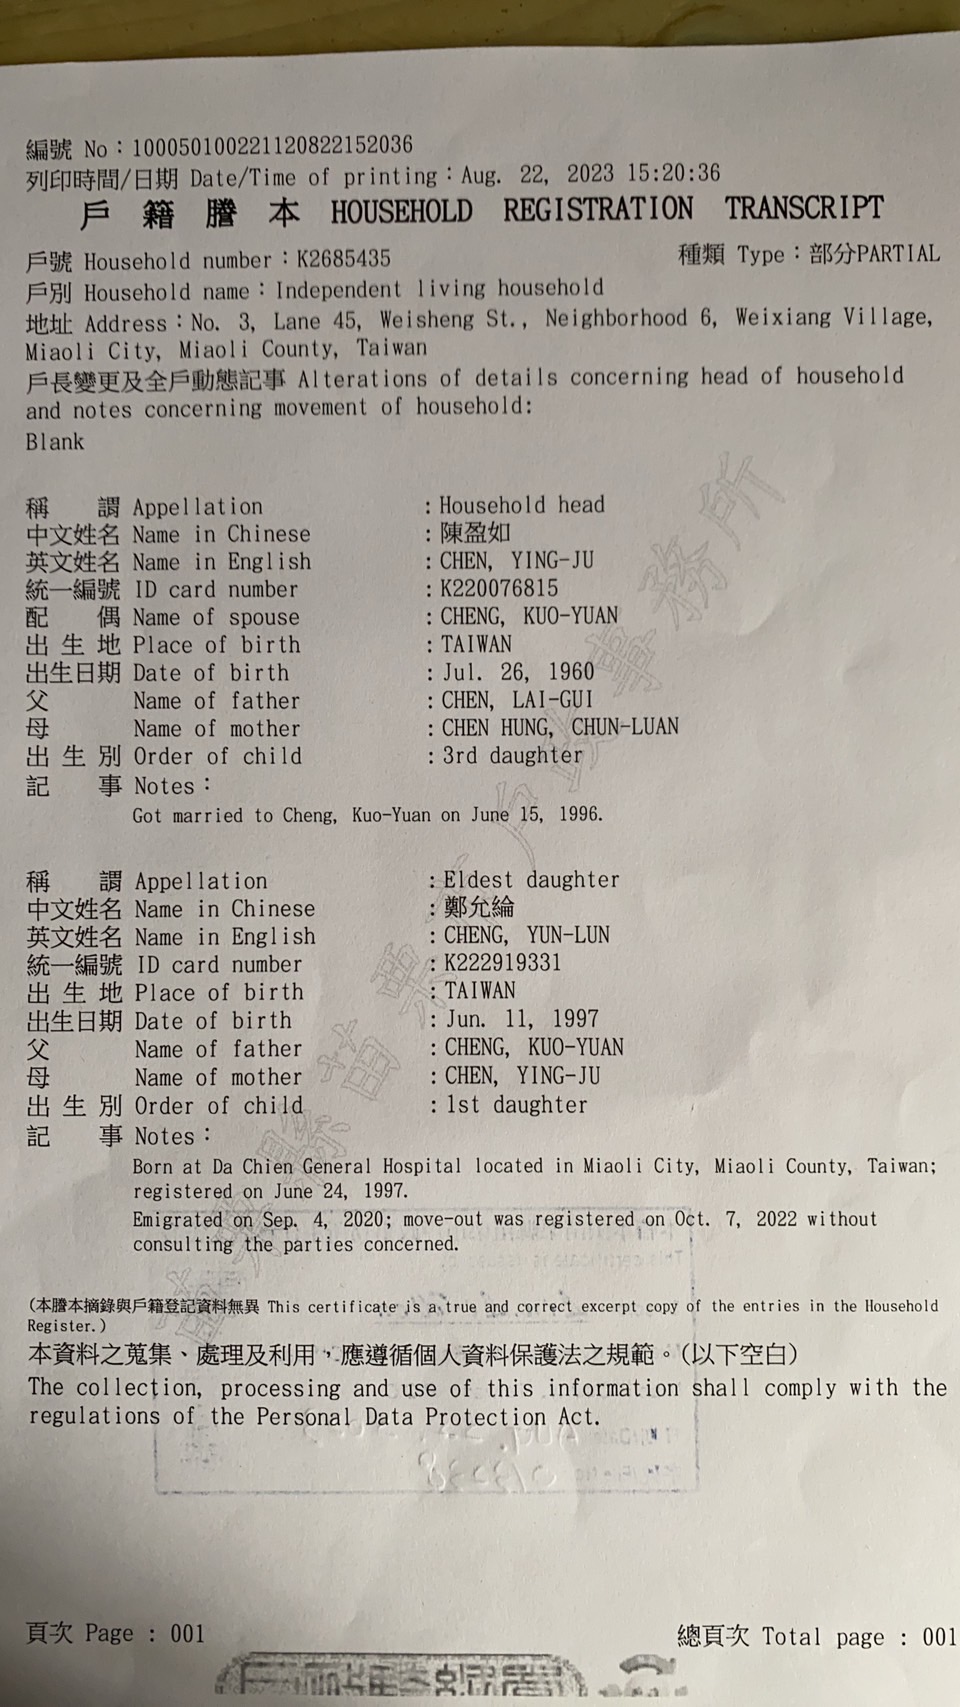 編號 No：100050100221120822152036
列印時間/日期 Date/Time of printing：Aug. 22, 2023 15:20:36
戶籍謄本 HOUSEHOLD REGISTRATION TRANSCRIPT
戶號 Household number：K2685435 種類 Type：部分PARTIAL
戶別 Household name：Independent living household
地址 Address：No. 3, Lane 45, Weisheng St., Neighborhood 6, Weixiang Village,
Miaoli City, Miaoli County, Taiwan
戶長變更及全戶動態記事 Alterations of details concerning head of household
and notes concerning movement of household:
Blank
稱謂 Appellation：Household head
中文姓名 Name in Chinese：陳盈如
英文姓名 Name in English：CHEN, YING-JU
統一編號 ID card number：K220076815
配偶 Name of spouse：CHENG, KUO-YUAN
出生地 Place of birth：TAIWAN
出生日期 Date of birth：Jul. 26, 1960
父 Name of father：CHEN, LAI-GUI
母 Name of mother：CHEN HUNG, CHUN-LUAN
出生別 Order of child：3rd daughter
記事 Notes：
Got married to Cheng, Kuo-Yuan on June 15, 1996.
稱謂 Appellation：Eldest daughter
中文姓名 Name in Chinese：鄭允綸
英文姓名 Name in English：CHENG, YUN-LUN
統一編號 ID card number：K222919331
出生地 Place of birth：TAIWAN
出生日期 Date of birth：Jun. 11, 1997
父 Name of father：CHENG, KUO-YUAN
母 Name of mother：CHEN, YING-JU
出生別 Order of child：1st daughter
記事 Notes：
Born at Da Chien General Hospital located in Miaoli City, Miaoli County, Taiwan;
registered on June 24, 1997.
Emigrated on Sep. 4, 2020; move-out was registered on Oct. 7, 2022 without
consulting the parties concerned.
(本謄本摘錄與戶籍登記資料無異 This certificate is a true and correct excerpt copy of the entries in the Household
Register.)
本資料之蒐集、處理及利用，應遵循個人資料保護法之規範。(以下空白)
The collection, processing and use of this information shall comply with the
regulations of the Personal Data Protection Act.
頁次 Page : 001 總頁次 Total page : 001
苗栗縣苗栗市戶政事務所